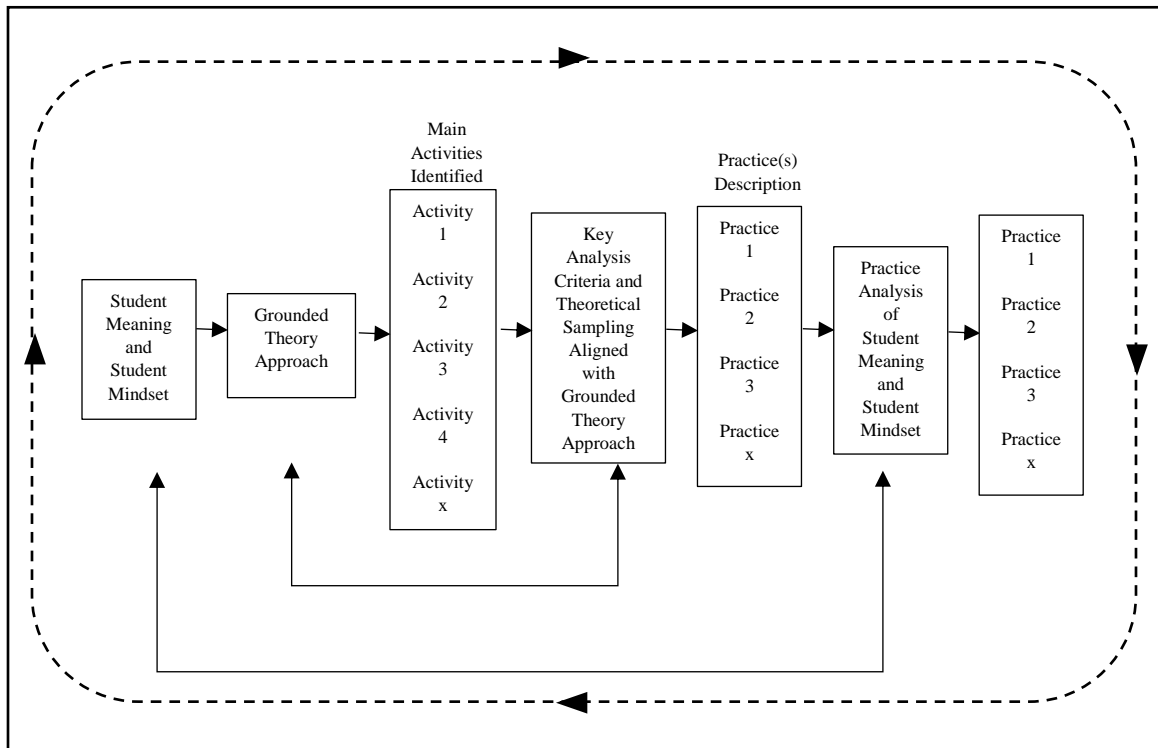 Student
Meaning
and
Student
Mindset
Grounded
Theory
Approach
Main
Activities
Identified
Activity
1
Activity
2
Activity
3
Activity
4
Activity
x
Key
Analysis
Criteria and
Theoretical
Sampling
Aligned
with
Grounded
Theory
Approach
Practice(s)
Description
Practice
1
Practice
2
Practice
3
Practice
x
Practice
Analysis
of
Student
Meaning
and
Student
Mindset
Practice
1
Practice
2
Practice
3
Practice
x